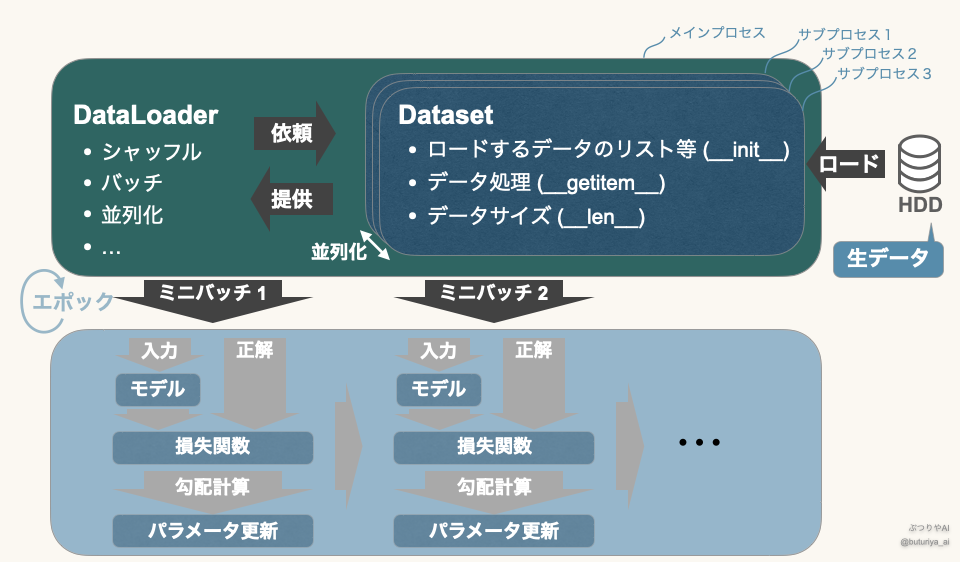 メインプロセス
サブプロセス1
サブプロセス2
サブプロセス3
DataLoader
• シャッフル
• バッチ
• 並列化
• …
依頼
提供
並列化
Dataset
• ロードするデータのリスト等 (__init__)
• データ処理 (__getitem__)
• データサイズ (__len__)
ロード
HDD
生データ
エポック
ミニバッチ 1
ミニバッチ 2
入力
正解
モデル
損失関数
勾配計算
パラメータ更新
入力
正解
モデル
損失関数
勾配計算
パラメータ更新
• • •
ぶつりやAI
@buturiya_ai